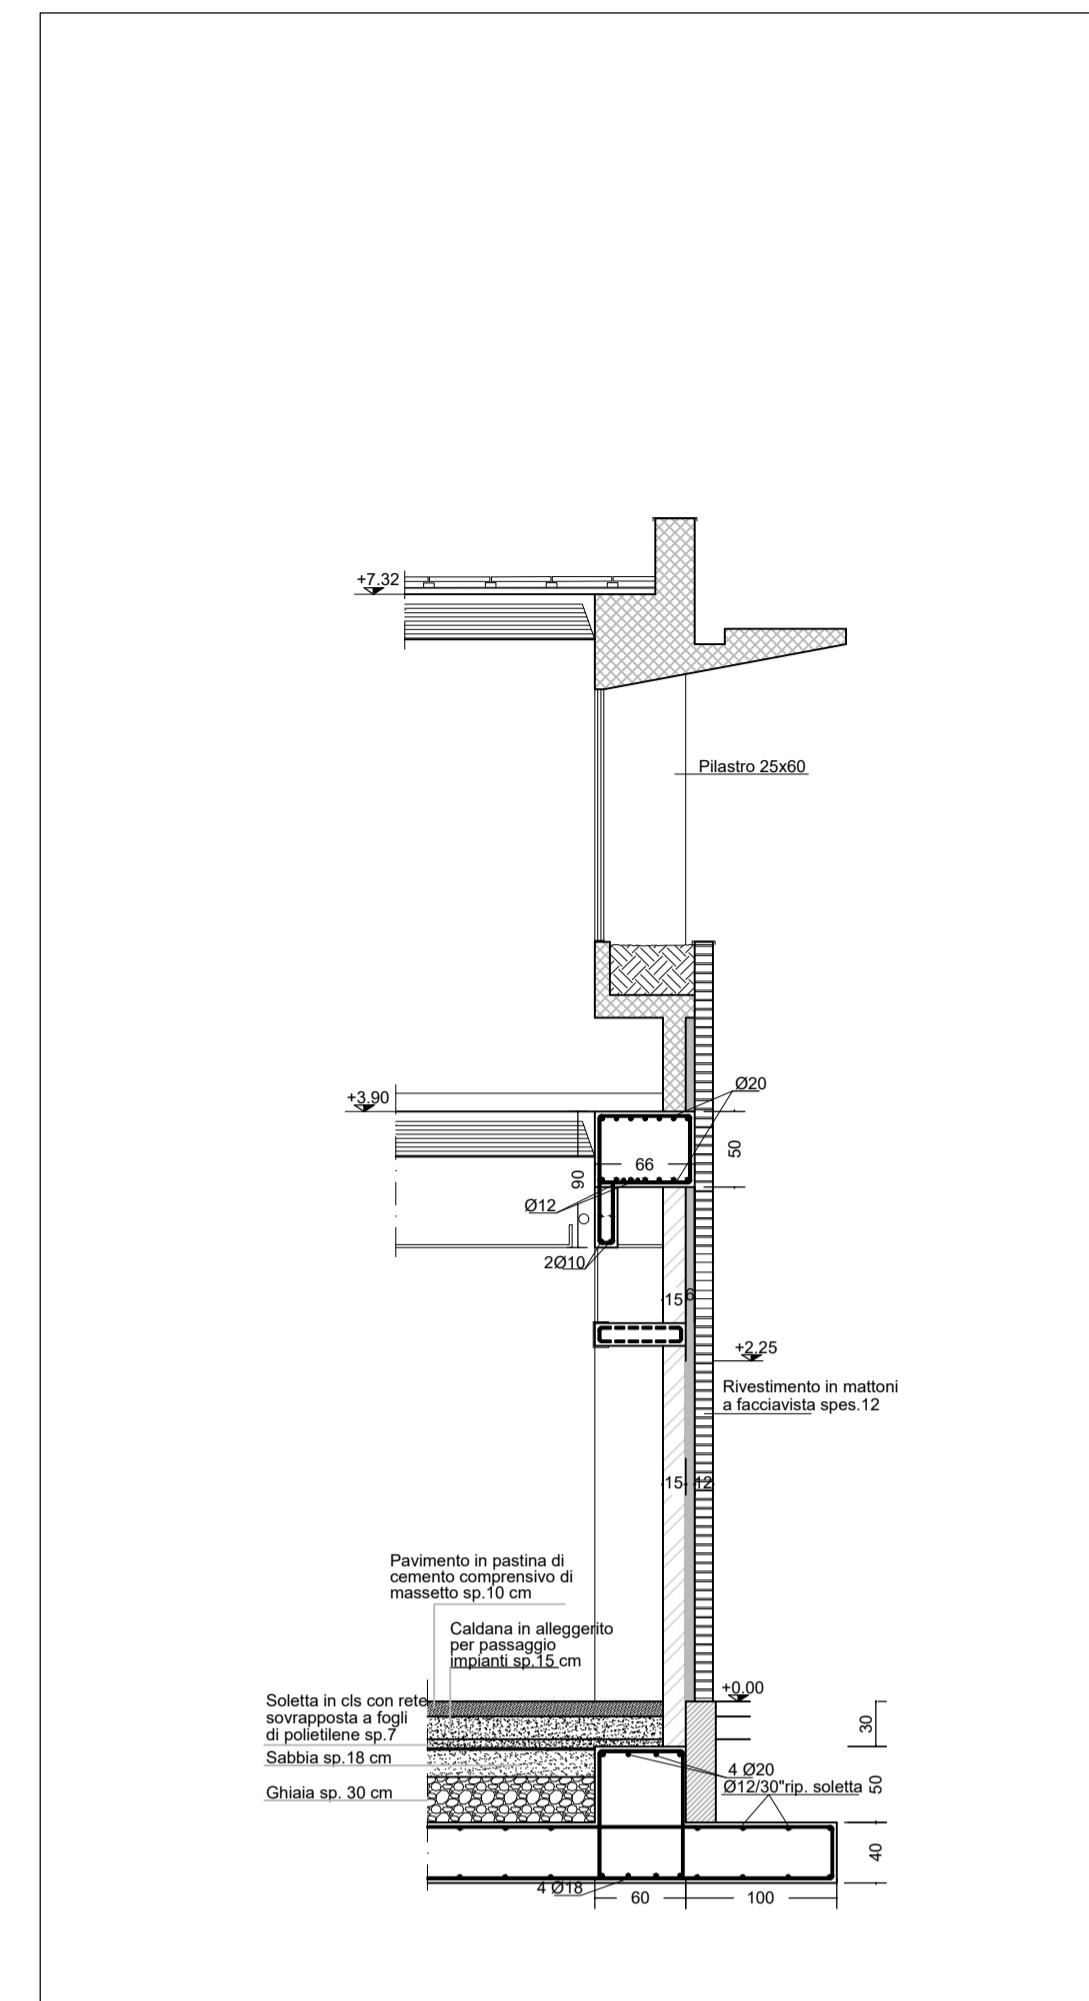 +7.32
Pilastro 25x60
+3.90
Ø20
50
66
90
Ø12
2Ø10
15
6
+2.25
Rivestimento in mattoni
a facciavista spes.12
15
12
Pavimento in pastina di
cemento comprensivo di
massetto sp.10 cm
Caldana in alleggerito
per passaggio
impianti sp.15 cm
+0.00
Soletta in cls con rete
sovrapposta a fogli
di polietilene sp.7
30
Sabbia sp.18 cm
4 Ø20
Ø12/30"rip. soletta
50
Ghiaia sp. 30 cm
40
4 Ø18
60
100